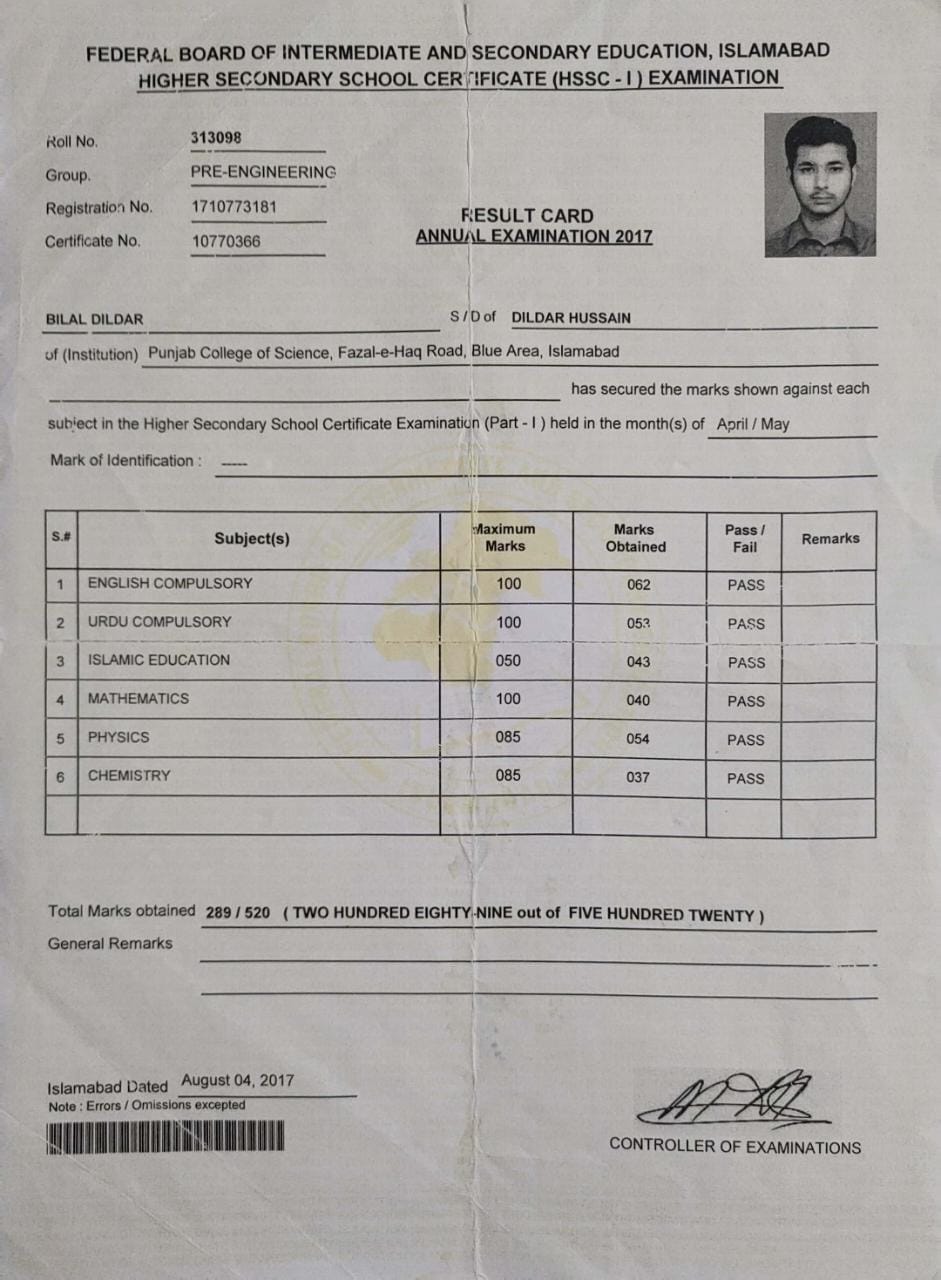 FEDERAL BOARD OF INTERMEDIATE AND SECONDARY EDUCATION, ISLAMABAD
HIGHER SECONDARY SCHOOL CERTIFICATE (HSSC - I ) EXAMINATION
Roll No. 313098
Group. PRE-ENGINEERING
Registration No. 1710773181
Certificate No. 10770366
RESULT CARD
ANNUAL EXAMINATION 2017
BILAL DILDAR S / D of DILDAR HUSSAIN
of (Institution) Punjab College of Science, Fazal-e-Haq Road, Blue Area, Islamabad
has secured the marks shown against each
subject in the Higher Secondary School Certificate Examination (Part - I ) held in the month(s) of April / May
Mark of Identification : -----
S.# Subject(s) Maximum Marks Marks Obtained Pass / Fail Remarks
1 ENGLISH COMPULSORY 100 062 PASS
2 URDU COMPULSORY 100 053 PASS
3 ISLAMIC EDUCATION 050 043 PASS
4 MATHEMATICS 100 040 PASS
5 PHYSICS 085 054 PASS
6 CHEMISTRY 085 037 PASS
Total Marks obtained 289 / 520 ( TWO HUNDRED EIGHTY-NINE out of FIVE HUNDRED TWENTY )
General Remarks
Islamabad Dated August 04, 2017
Note : Errors / Omissions excepted
CONTROLLER OF EXAMINATIONS